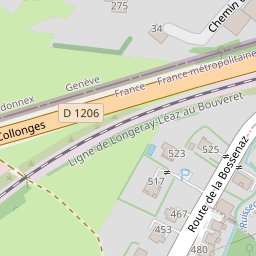 275
34
Chemin
Genève
France
France métropolitaine
Collonges
D 1206
Ligne de Longeray-Léaz au Bouveret
523
525
517
467
453
480
Route de la Bossenaz